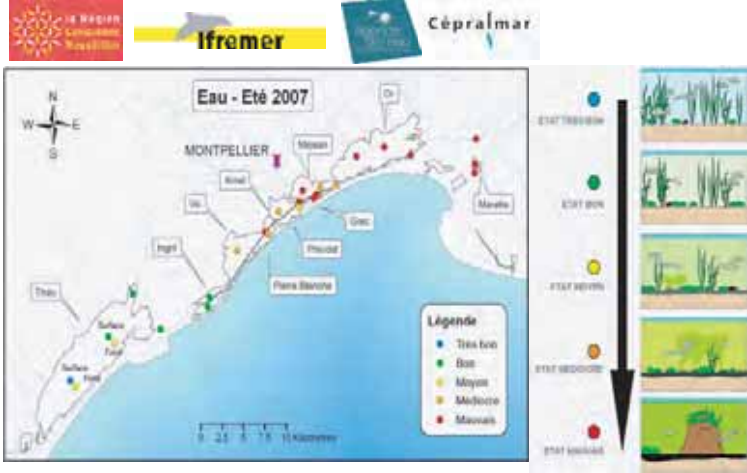 la Région
Languedoc
Roussillon
Ifremer
Cépralmar
Eau - Eté 2007
N
W
E
S
MONTPELLIER
Or
Méjean
Arnel
Vic
Ingril
Thau
Grec
Prévost
Pierre Blanche
Marette
Surface
Fond
Surface
Fond
Légende
Très bon
Bon
Moyen
Médiocre
Mauvais
0 2.5 5 7.5 10 Kilomètres
ETAT TRES BON
ETAT BON
ETAT MOYEN
ETAT MEDIOCRE
ETAT MAUVAIS